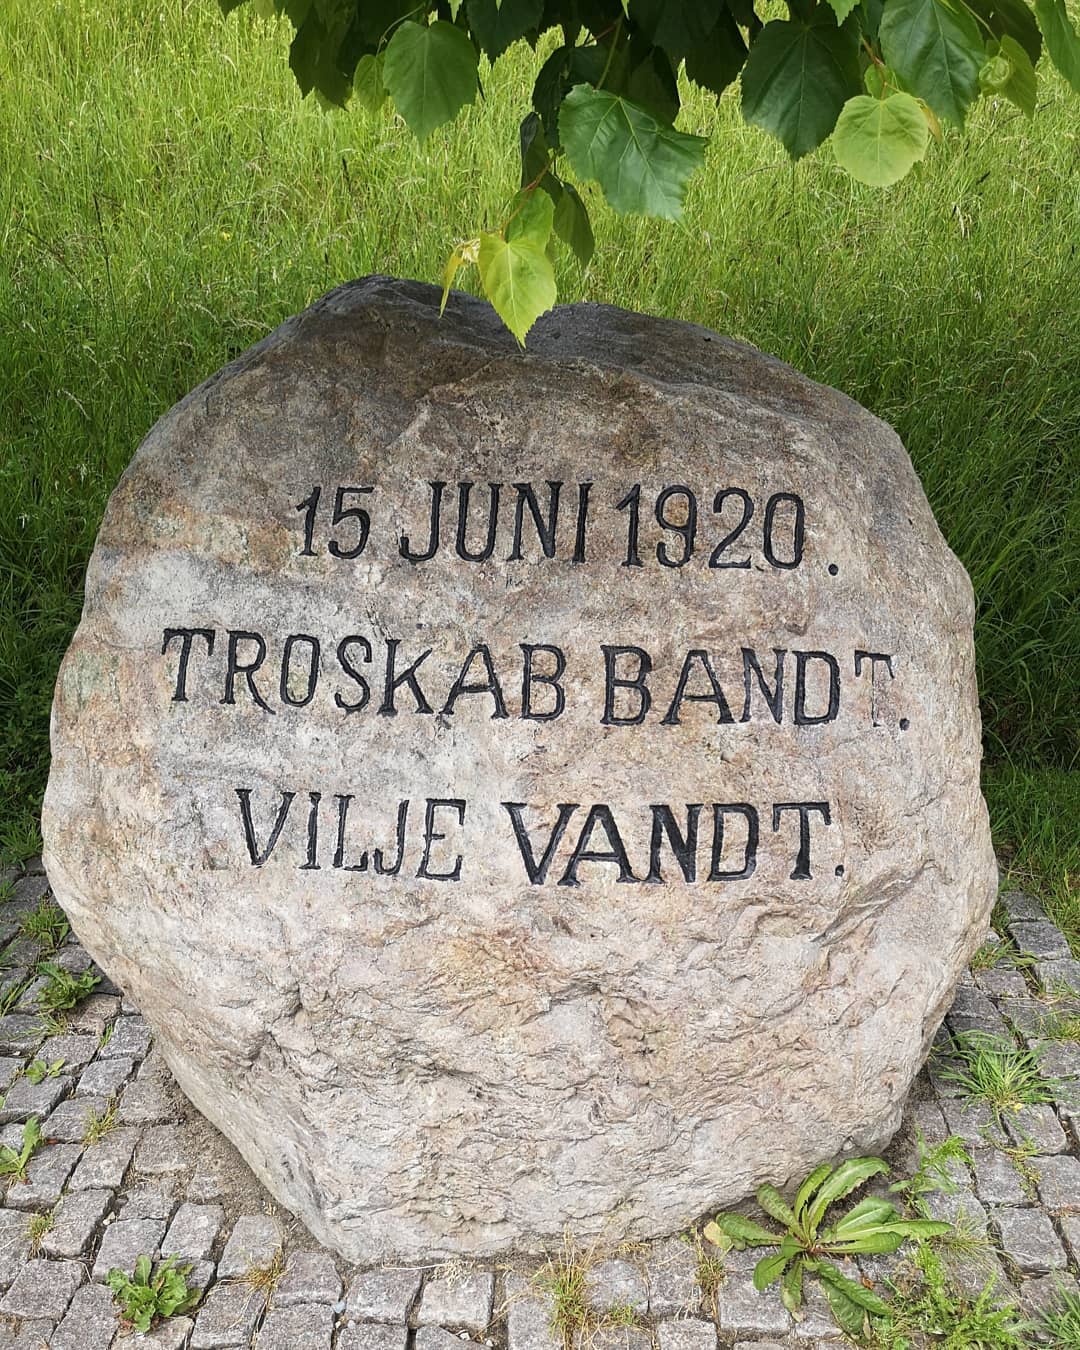 15 JUNI 1920.
TROSKAB BANDT.
VILJE VANDT.